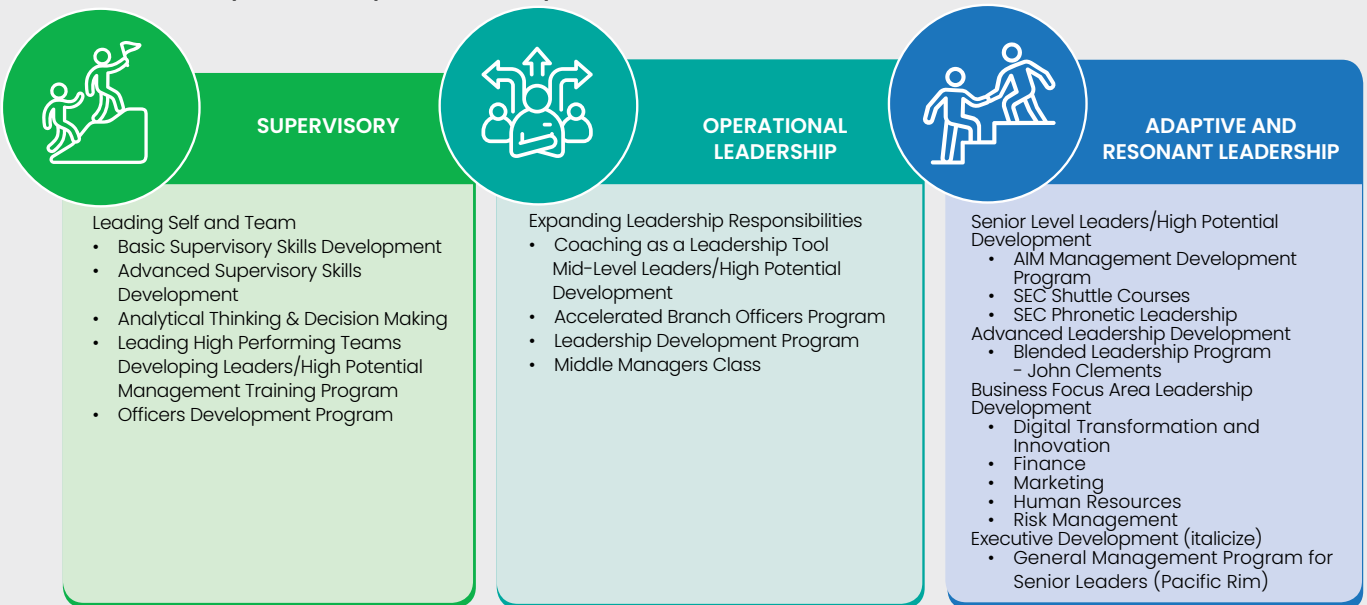 SUPERVISORY
Leading Self and Team
• Basic Supervisory Skills Development
• Advanced Supervisory Skills
Development
• Analytical Thinking & Decision Making
• Leading High Performing Teams
Developing Leaders/High Potential
Management Training Program
• Officers Development Program
OPERATIONAL
LEADERSHIP
Expanding Leadership Responsibilities
• Coaching as a Leadership Tool
Mid-Level Leaders/High Potential
Development
• Accelerated Branch Officers Program
• Leadership Development Program
• Middle Managers Class
ADAPTIVE AND
RESONANT LEADERSHIP
Senior Level Leaders/High Potential
Development
• AIM Management Development
Program
• SEC Shuttle Courses
• SEC Phronetic Leadership
Advanced Leadership Development
• Blended Leadership Program
- John Clements
Business Focus Area Leadership
Development
• Digital Transformation and
Innovation
• Finance
• Marketing
• Human Resources
• Risk Management
Executive Development (italicize)
• General Management Program for
Senior Leaders (Pacific Rim)